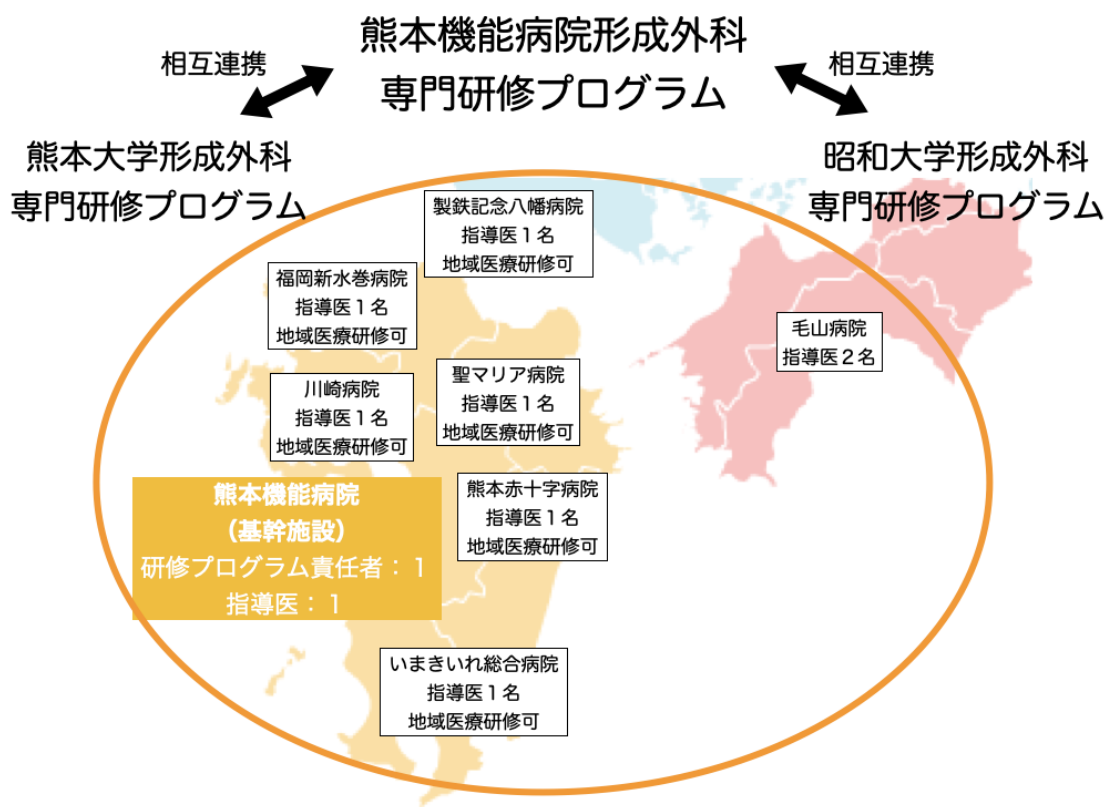 熊本機能病院形成外科
専門研修プログラム
相互連携
相互連携
熊本大学形成外科
専門研修プログラム
昭和大学形成外科
専門研修プログラム
製鉄記念八幡病院
指導医1名
地域医療研修可
福岡新水巻病院
指導医1名
地域医療研修可
毛山病院
指導医2名
川崎病院
指導医1名
地域医療研修可
聖マリア病院
指導医1名
地域医療研修可
熊本機能病院
(基幹施設)
研修プログラム責任者:1
指導医:1
熊本赤十字病院
指導医1名
地域医療研修可
いまきいれ総合病院
指導医1名
地域医療研修可